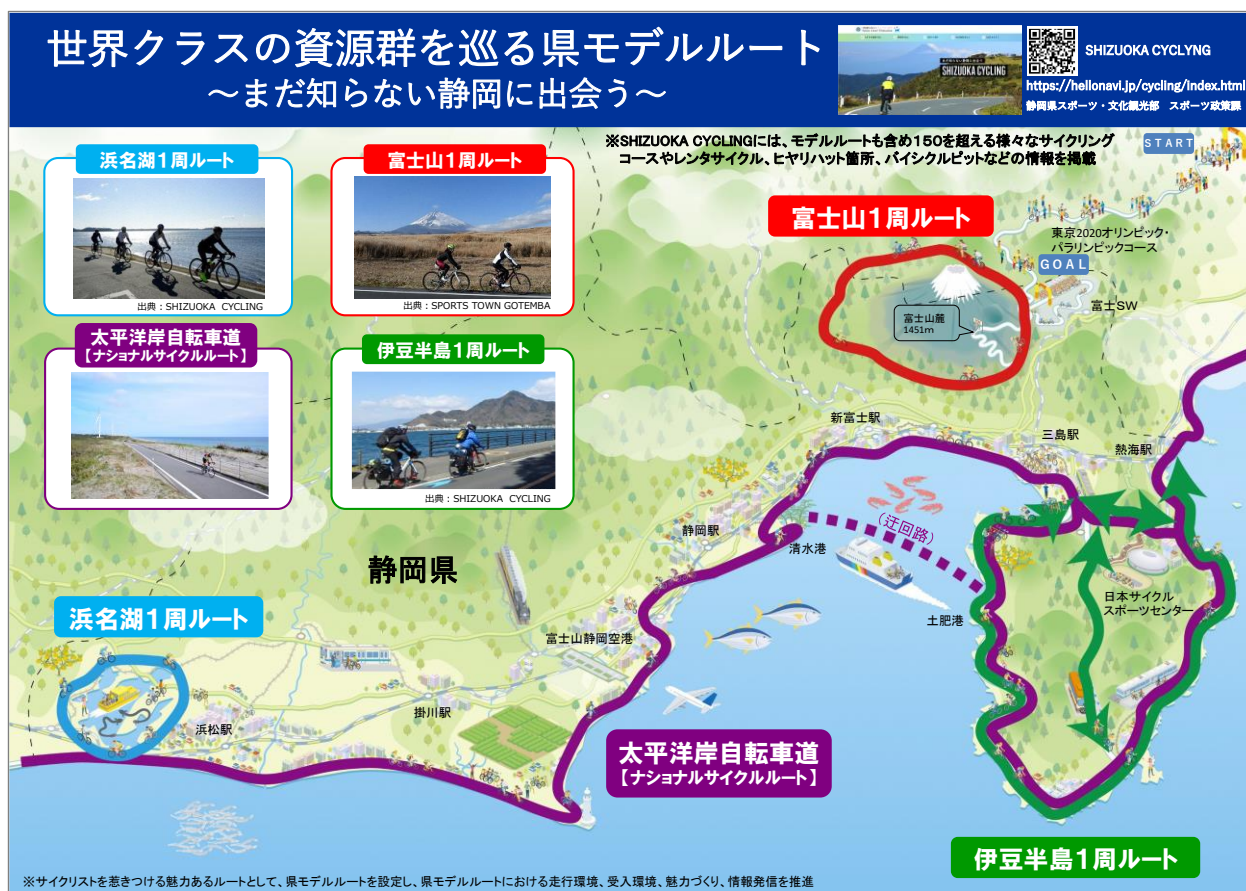 世界クラスの資源群を巡る県モデルルート
～まだ知らない静岡に出会う～
SHIZUOKA CYCLING
SHIZUOKA CYCLYNG
https://hellonavi.jp/cycling/index.html
静岡県スポーツ・文化観光部　スポーツ政策課
※SHIZUOKA CYCLINGには、モデルルートも含め150を超える様々なサイクリング
コースやレンタサイクル、ヒヤリハット箇所、バイシクルピットなどの情報を掲載
浜名湖1周ルート
出典：SHIZUOKA CYCLING
富士山1周ルート
出典：SPORTS TOWN GOTEMBA
太平洋岸自転車道
【ナショナルサイクルルート】
伊豆半島1周ルート
出典：SHIZUOKA CYCLING
START
富士山1周ルート
東京2020オリンピック・
パラリンピックコース
GOAL
富士SW
富士山麓
1451m
新富士駅
三島駅
熱海駅
静岡駅
清水港
（迂回路）
静岡県
日本サイクル
スポーツセンター
土肥港
浜名湖1周ルート
富士山静岡空港
掛川駅
浜松駅
太平洋岸自転車道
【ナショナルサイクルルート】
伊豆半島1周ルート
※サイクリストを惹きつける魅力あるルートとして、県モデルルートを設定し、県モデルルートにおける走行環境、受入環境、魅力づくり、情報発信を推進